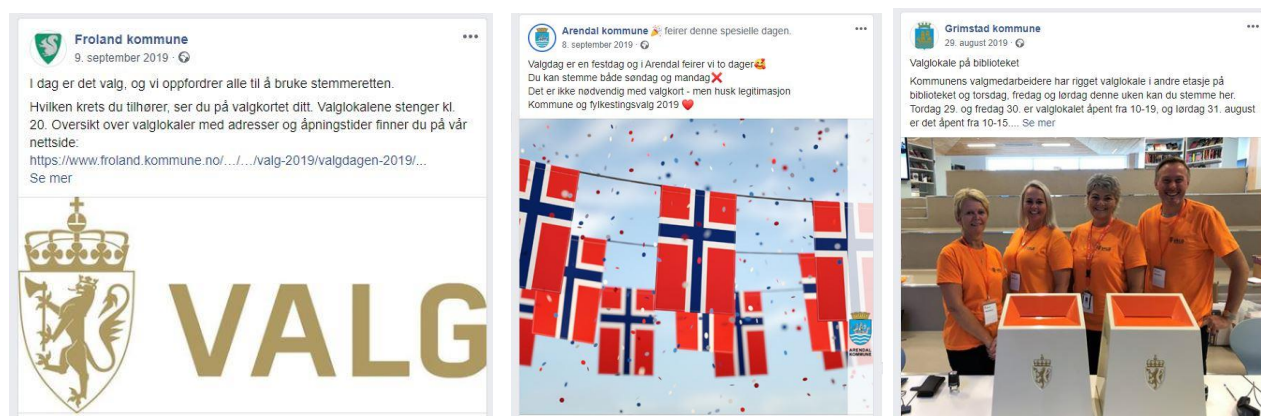 Froland kommune
9. september 2019 ·
I dag er det valg, og vi oppfordrer alle til å bruke stemmeretten.
Hvilken krets du tilhører, ser du på valgkortet ditt. Valglokalene stenger kl.
20. Oversikt over valglokaler med adresser og åpningstider finner du på vår
nettside:
https://www.froland.kommune.no/…/…/valg-2019/valgdagen-2019/...
Se mer
VALG
Arendal kommune 🎉 feirer denne spesielle dagen.
8. september 2019 ·
Valgdag er en festdag og i Arendal feirer vi to dager🥰
Du kan stemme både søndag og mandag❌
Det er ikke nødvendig med valgkort - men husk legitimasjon
Kommune og fylkestingsvalg 2019 ❤️
ARENDAL
KOMMUNE
Grimstad kommune
29. august 2019 ·
Valglokale på biblioteket
Kommunens valgmedarbeidere har rigget valglokale i andre etasje på
biblioteket og torsdag, fredag og lørdag denne uken kan du stemme her.
Tordag 29. og fredag 30. er valglokalet åpent fra 10-19, og lørdag 31. august
er det åpent fra 10-15.... Se mer